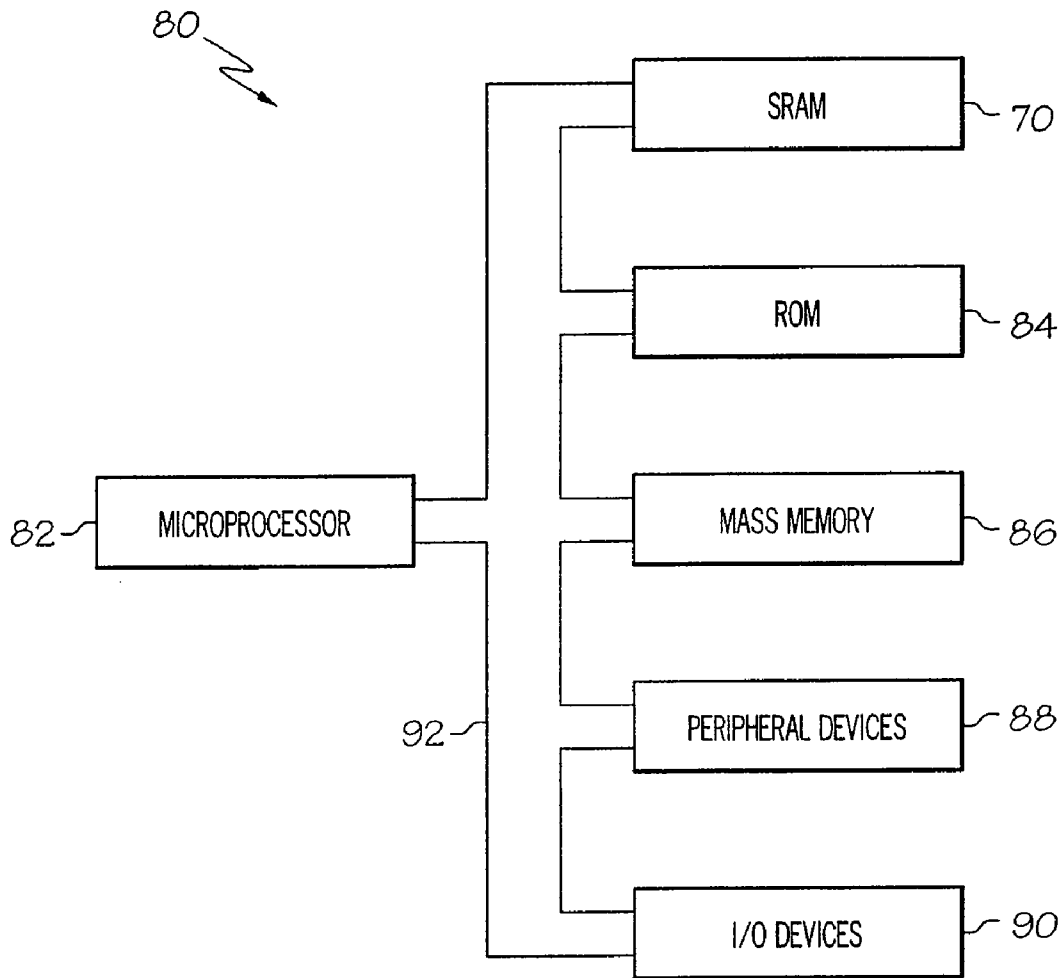 80
SRAM
70
ROM
84
MICROPROCESSOR
82
MASS MEMORY
86
PERIPHERAL DEVICES
88
92
I/O DEVICES
90